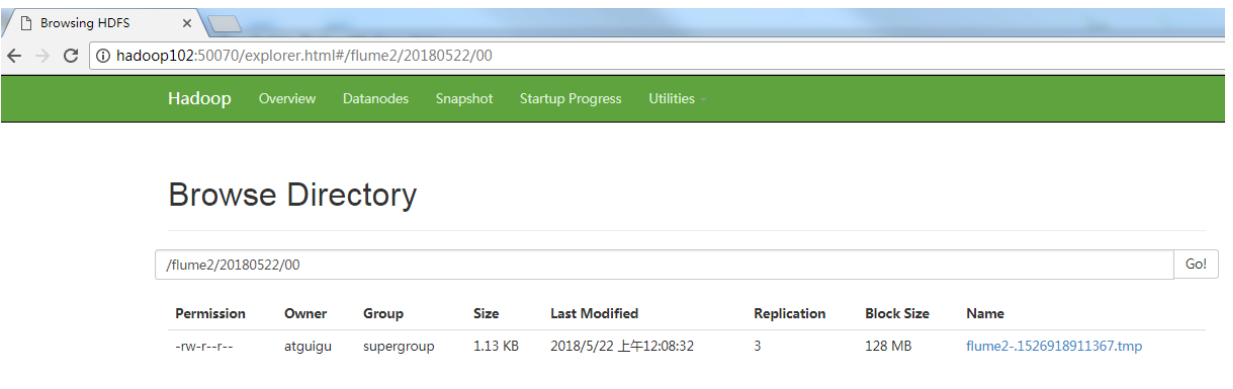 Browsing HDFS
hadoop102:50070/explorer.html#/flume2/20180522/00
Hadoop Overview Datanodes Snapshot Startup Progress Utilities
Browse Directory
/flume2/20180522/00 Go!
Permission Owner Group Size Last Modified Replication Block Size Name
-rw-r--r-- atguigu supergroup 1.13 KB 2018/5/22 上午12:08:32 3 128 MB flume2-.1526918911367.tmp